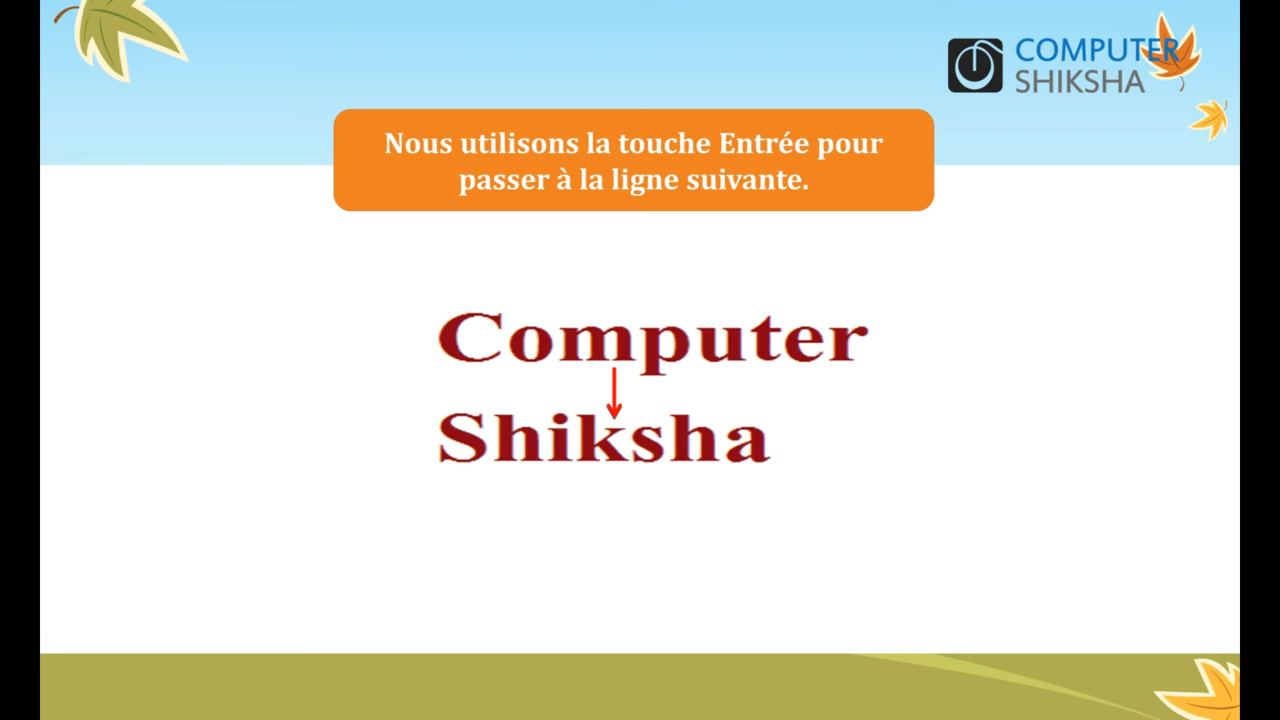 COMPUTER
SHIKSHA
Nous utilisons la touche Entrée pour
passer à la ligne suivante.
Computer
Shiksha